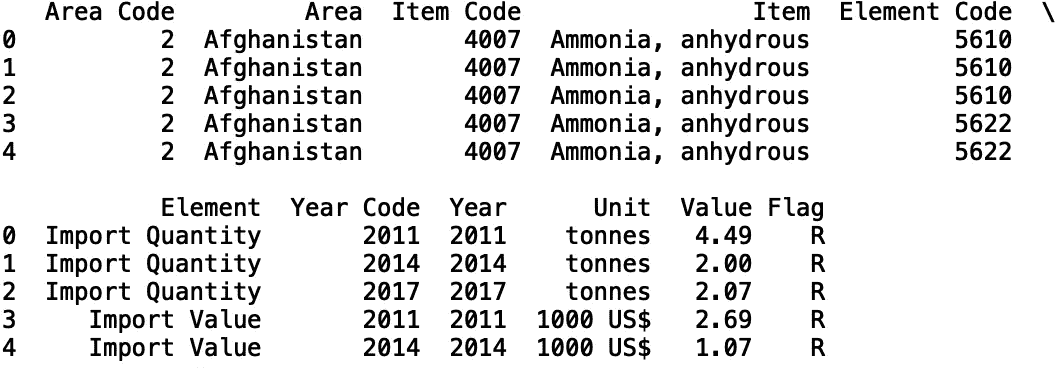 Area Code Area Item Code Item Element Code \
0 2 Afghanistan 4007 Ammonia, anhydrous 5610
1 2 Afghanistan 4007 Ammonia, anhydrous 5610
2 2 Afghanistan 4007 Ammonia, anhydrous 5610
3 2 Afghanistan 4007 Ammonia, anhydrous 5622
4 2 Afghanistan 4007 Ammonia, anhydrous 5622
Element Year Code Year Unit Value Flag
0 Import Quantity 2011 2011 tonnes 4.49 R
1 Import Quantity 2014 2014 tonnes 2.00 R
2 Import Quantity 2017 2017 tonnes 2.07 R
3 Import Value 2011 2011 1000 US$ 2.69 R
4 Import Value 2014 2014 1000 US$ 1.07 R